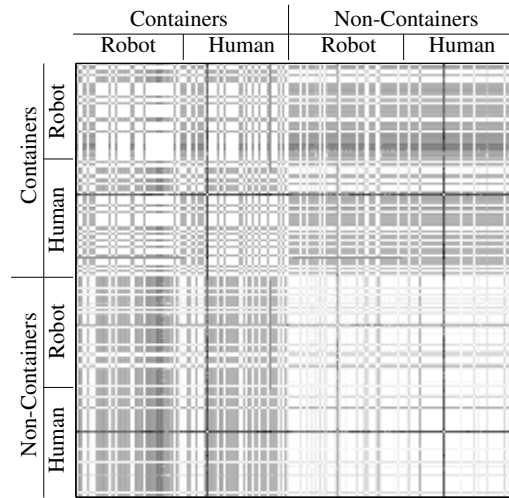 Containers Non-Containers
Robot Human Robot Human
Containers
Robot
Human
Non-Containers
Robot
Human